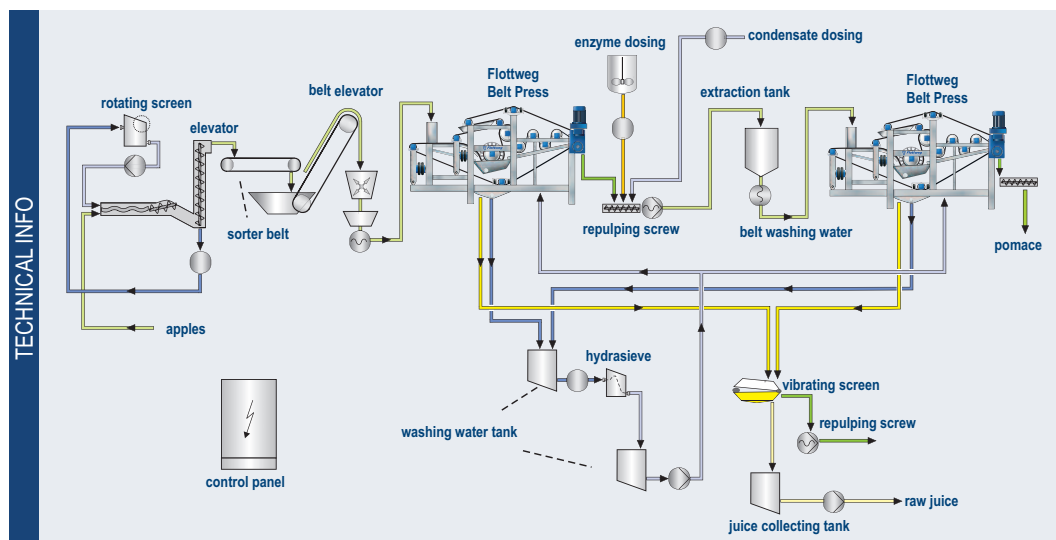 TECHNICAL INFO
enzyme dosing
condensate dosing
Flottweg
Belt Press
Flottweg
Belt Press
belt elevator
extraction tank
rotating screen
elevator
sorter belt
repulping screw
belt washing water
pomace
apples
hydrasieve
vibrating screen
repulping screw
washing water tank
control panel
raw juice
juice collecting tank